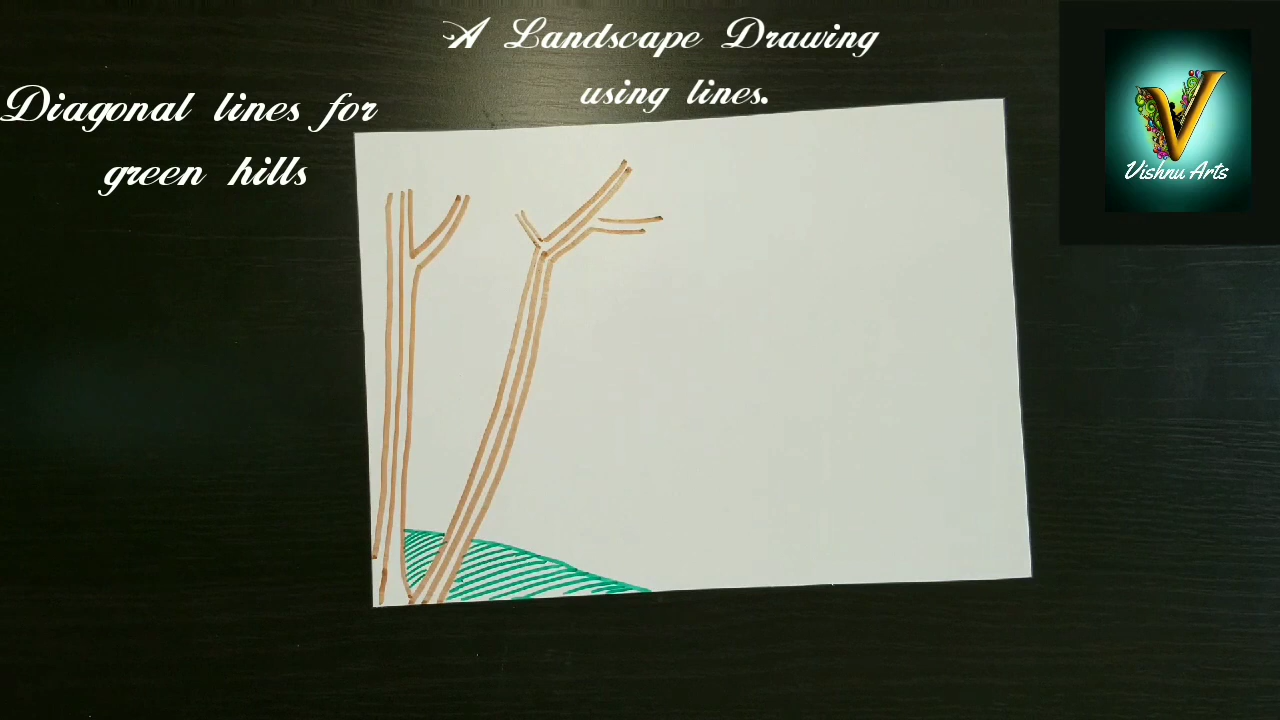 A Landscape Drawing
using lines.
Diagonal lines for
green hills
V
Vishnu Arts